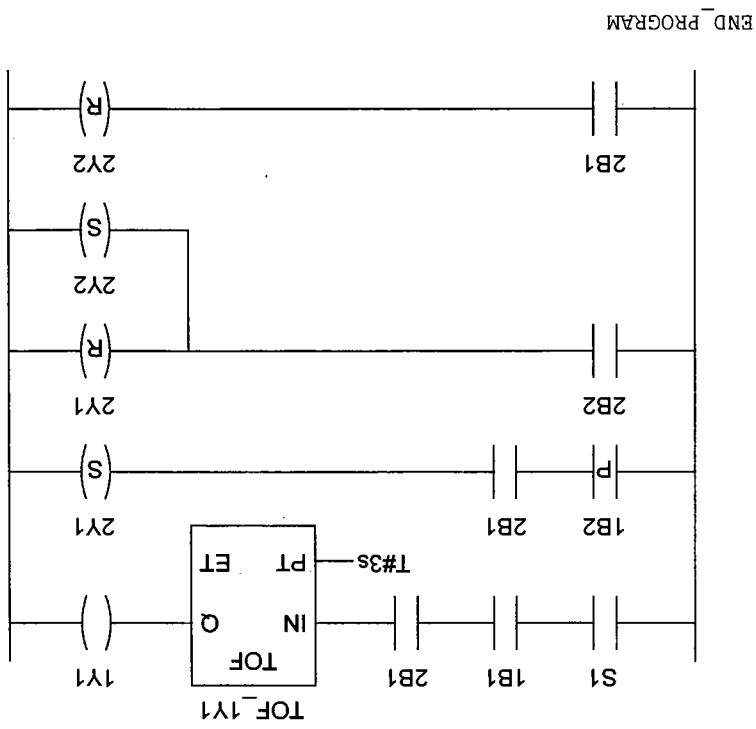 TOF_1Y1
S1 1B1 2B1 TOF 1Y1
IN Q
T#3s PT ET
1B2 2B1 2Y1
P S
2B2 2Y1
R
2Y2
S
2B1 2Y2
R
END_PROGRAM